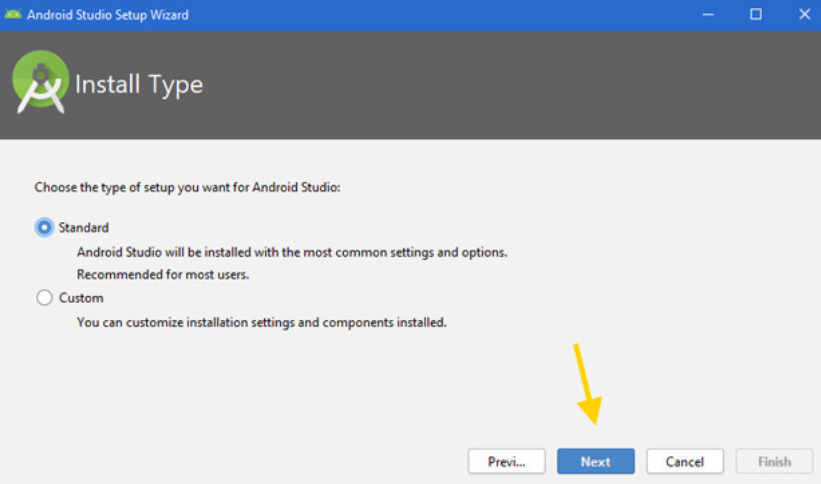 Android Studio Setup Wizard
Install Type
Choose the type of setup you want for Android Studio:
Standard
Android Studio will be installed with the most common settings and options.
Recommended for most users.
Custom
You can customize installation settings and components installed.
Previ... Next Cancel Finish